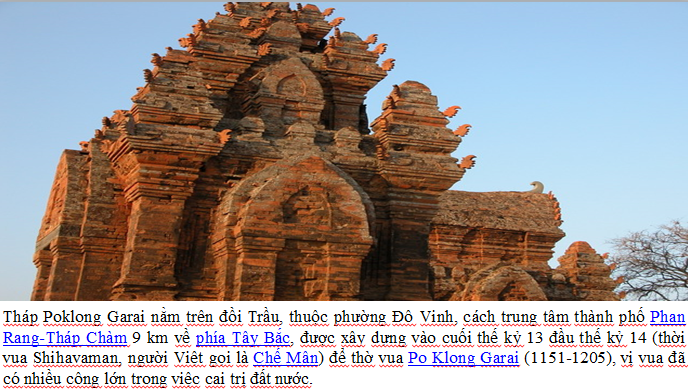 Tháp Poklong Garai nằm trên đồi Trầu, thuộc phường Đô Vinh, cách trung tâm thành phố Phan
Rang-Tháp Chàm 9 km về phía Tây Bắc, được xây dựng vào cuối thế kỷ 13 đầu thế kỷ 14 (thời
vua Shihavaman, người Việt gọi là Chế Mân) để thờ vua Po Klong Garai (1151-1205), vị vua đã
có nhiều công lớn trong việc cai trị đất nước.